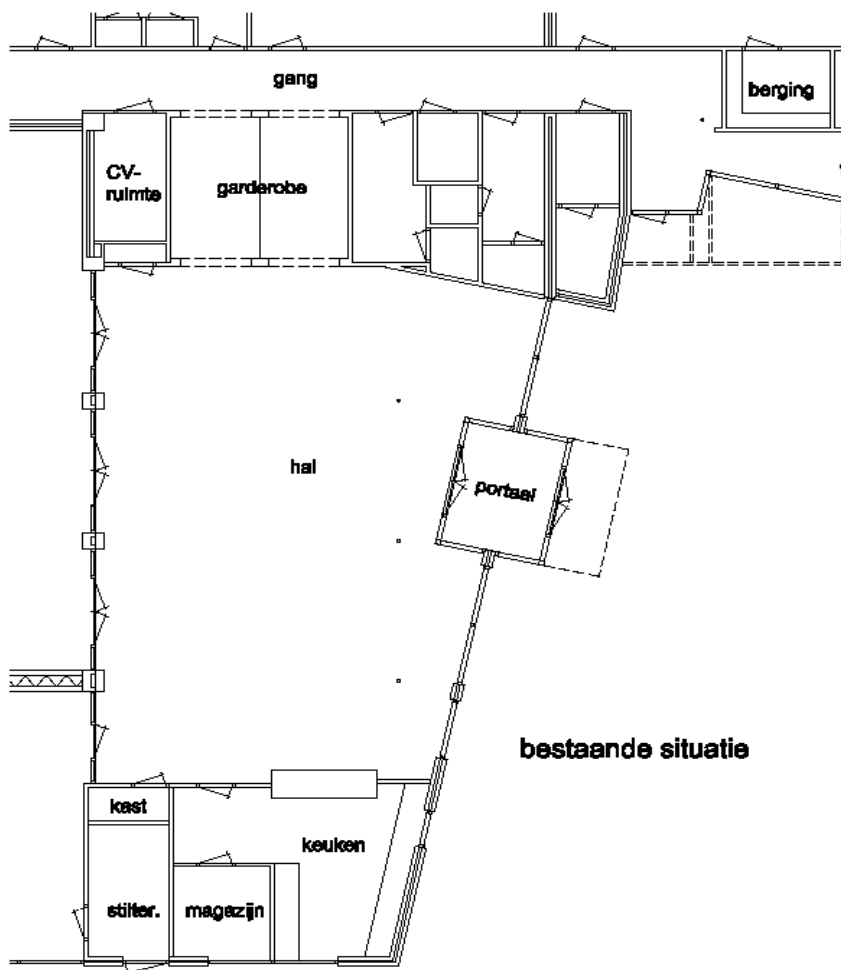 gang
berging
CV-
ruimte
garderobe
hal
portaal
bestaande situatie
kast
keuken
stilter.
magazijn